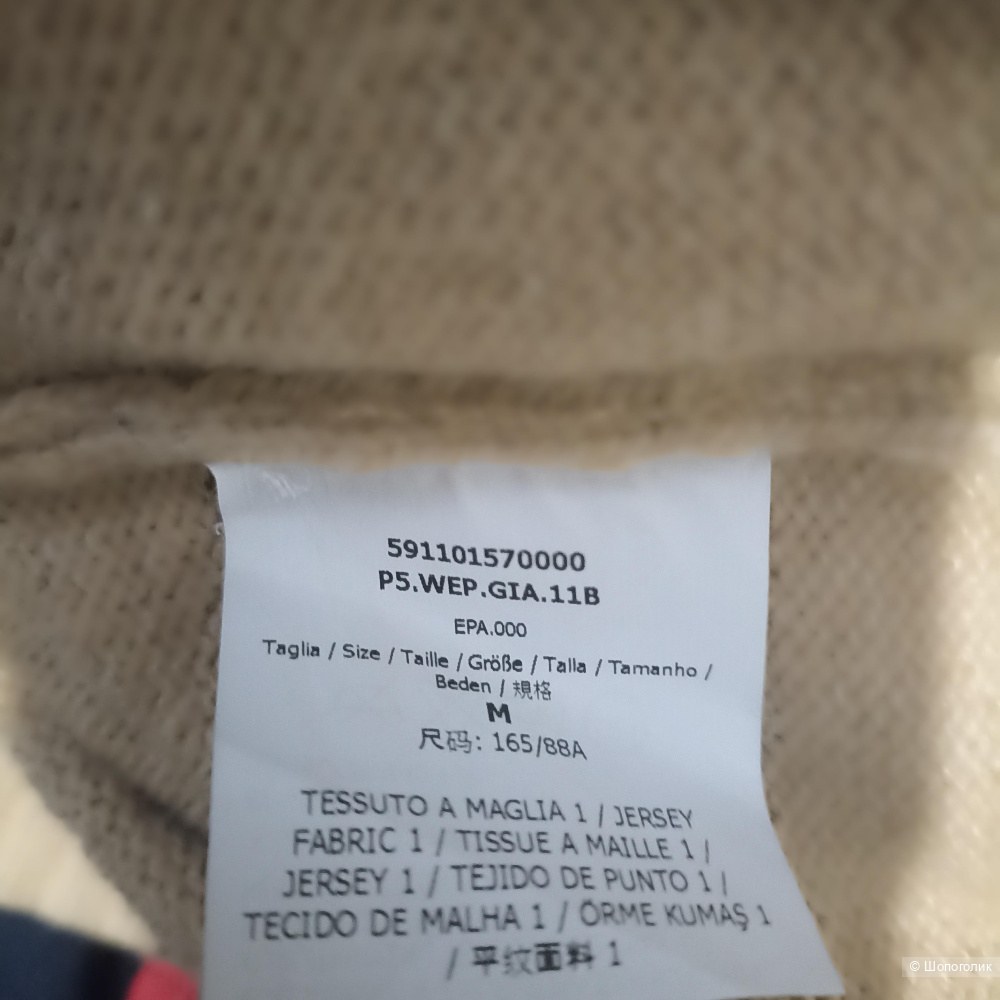 591101570000
P5.WEP.GIA.11B
EPA.000
Taglia / Size / Taille / Größe / Talla / Tamanho /
Beden / 規格
M
尺码: 165/88A
TESSUTO A MAGLIA 1 / JERSEY
FABRIC 1 / TISSUE A MAILLE 1 /
JERSEY 1 / TEJIDO DE PUNTO 1 /
TECIDO DE MALHA 1 / ÖRME KUMAŞ 1
/ 平纹面料 1
© Шопоголик